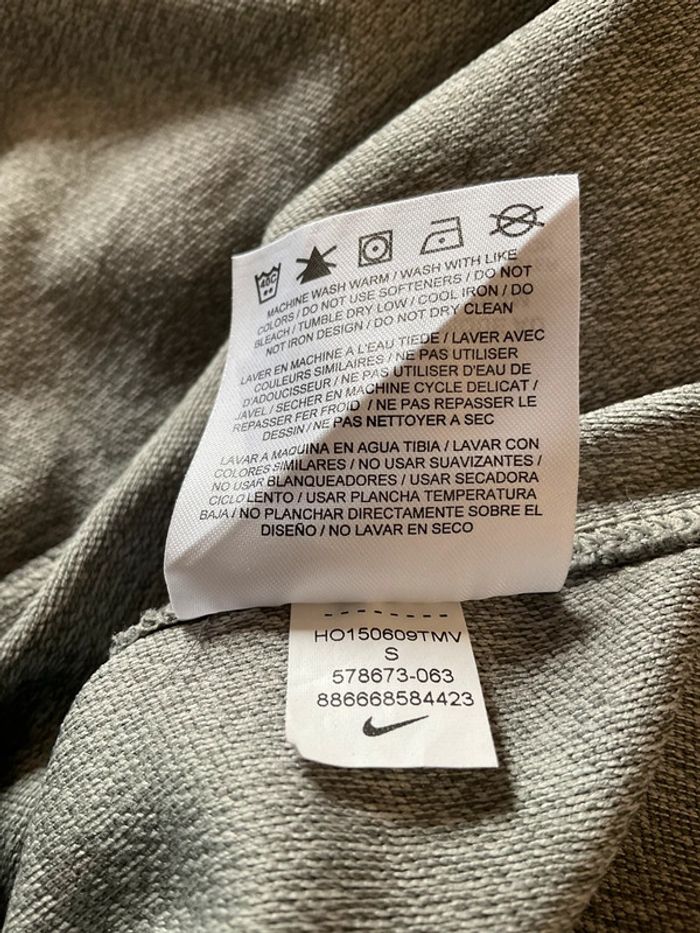 40C
MACHINE WASH WARM / WASH WITH LIKE
COLORS / DO NOT USE SOFTENERS / DO NOT
BLEACH / TUMBLE DRY LOW / COOL IRON / DO
NOT IRON DESIGN / DO NOT DRY CLEAN
LAVER EN MACHINE A L'EAU TIEDE / LAVER AVEC
COULEURS SIMILAIRES / NE PAS UTILISER
D'ADOUCISSEUR / NE PAS UTILISER D'EAU DE
JAVEL / SECHER EN MACHINE CYCLE DELICAT /
REPASSER FER FROID / NE PAS REPASSER LE
DESSIN / NE PAS NETTOYER A SEC
LAVAR A MAQUINA EN AGUA TIBIA / LAVAR CON
COLORES SIMILARES / NO USAR SUAVIZANTES /
NO USAR BLANQUEADORES / USAR SECADORA
CICLO LENTO / USAR PLANCHA TEMPERATURA
BAJA / NO PLANCHAR DIRECTAMENTE SOBRE EL
DISEÑO / NO LAVAR EN SECO
HO150609TMV
S
578673-063
886668584423